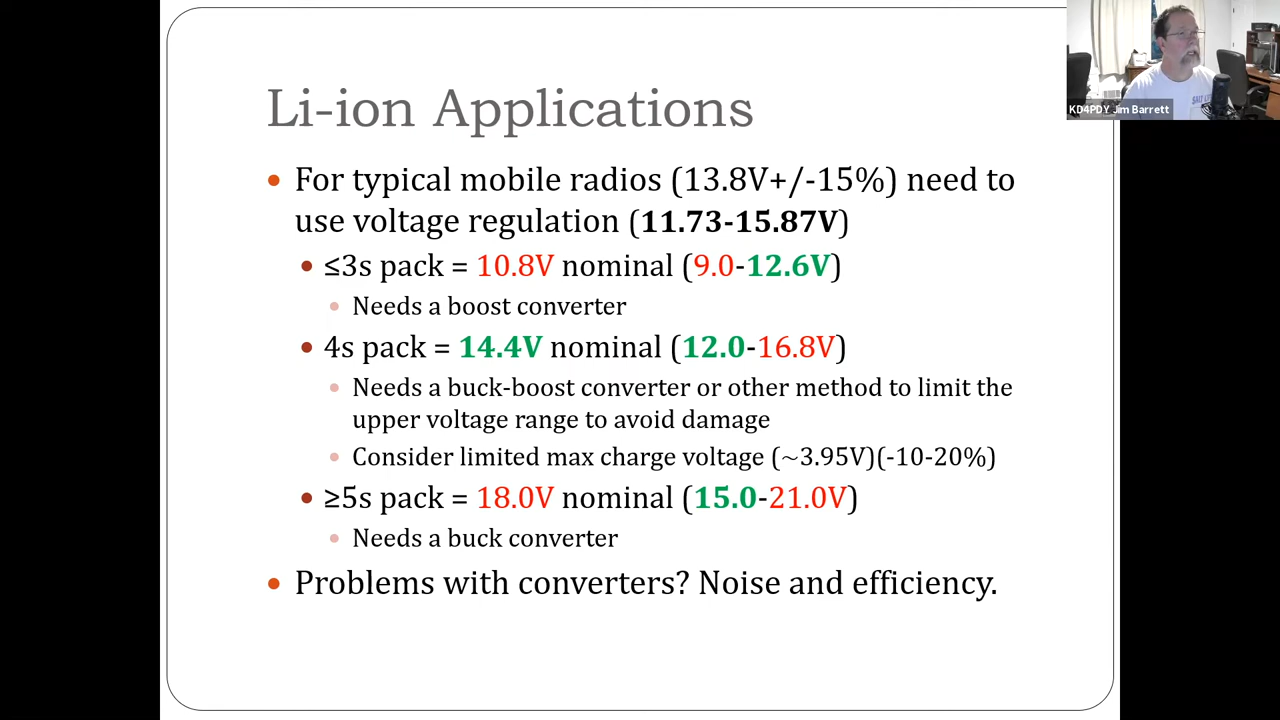 Li-ion Applications
For typical mobile radios (13.8V+/-15%) need to
use voltage regulation (11.73-15.87V)
≤3s pack = 10.8V nominal (9.0-12.6V)
Needs a boost converter
4s pack = 14.4V nominal (12.0-16.8V)
Needs a buck-boost converter or other method to limit the
upper voltage range to avoid damage
Consider limited max charge voltage (~3.95V)(-10-20%)
≥5s pack = 18.0V nominal (15.0-21.0V)
Needs a buck converter
Problems with converters? Noise and efficiency.
KD4PDY Jim Barrett